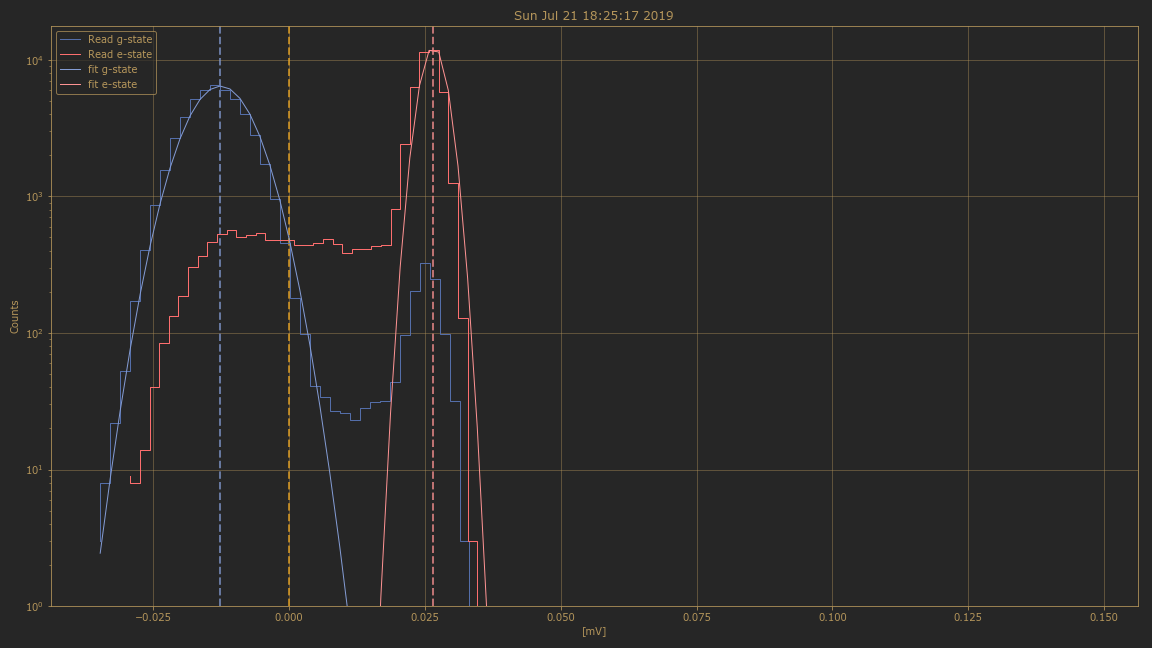 Sun Jul 21 18:25:17 2019
Read g-state
Read e-state
fit g-state
fit e-state
Counts
10⁴
10³
10²
10¹
10⁰
−0.025 0.000 0.025 0.050 0.075 0.100 0.125 0.150
[mV]